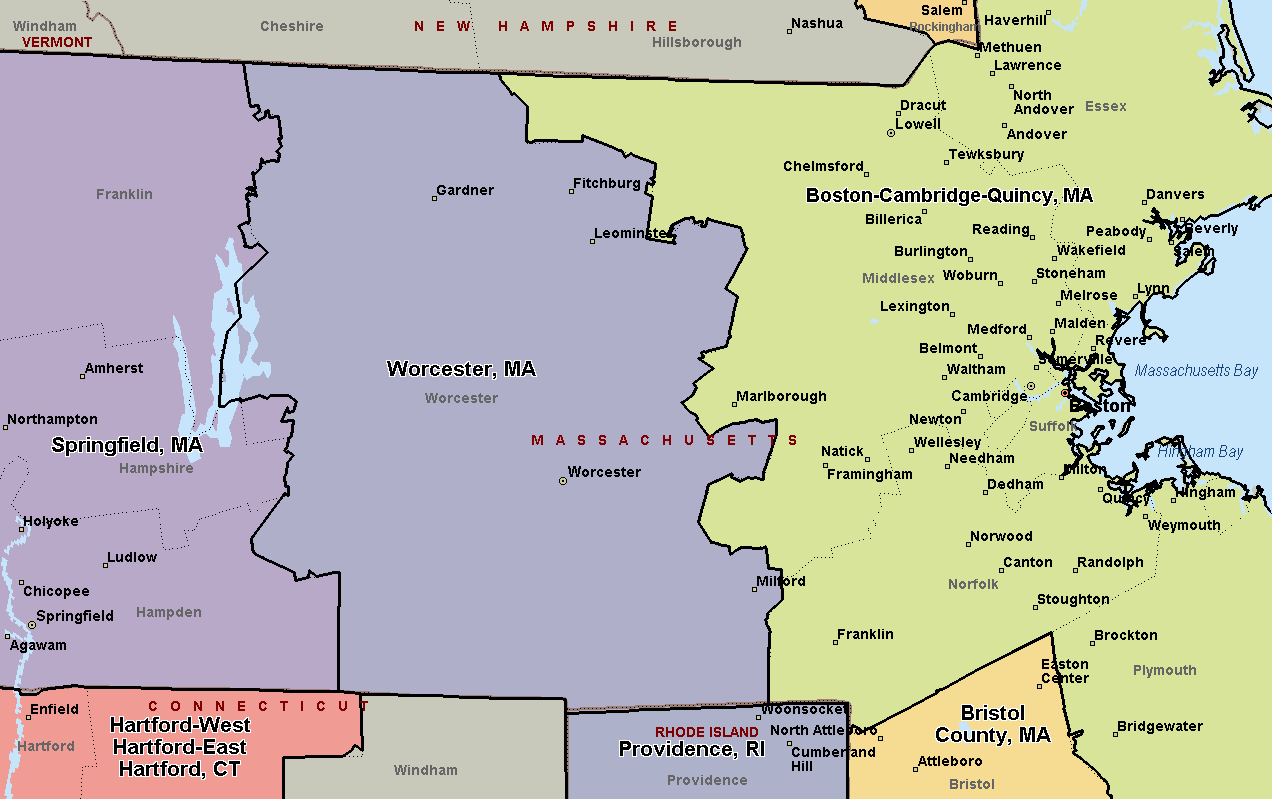 Windham
VERMONT
Cheshire
NEW HAMPSHIRE
Hillsborough
Nashua
Salem
Rockingham
Haverhill
Methuen
Lawrence
North
Andover
Essex
Dracut
Lowell
Andover
Tewksbury
Chelmsford
Franklin
Gardner
Fitchburg
Boston-Cambridge-Quincy, MA
Danvers
Billerica
Leominster
Reading
Peabody
Beverly
Burlington
Wakefield
Salem
Middlesex
Woburn
Stoneham
Lexington
Melrose
Lynn
Medford
Malden
Revere
Belmont
Somerville
Amherst
Worcester, MA
Waltham
Massachusetts Bay
Worcester
Marlborough
Cambridge
Boston
Northampton
Newton
Suffolk
Springfield, MA
MASSACHUSETTS
Wellesley
Natick
Needham
Hingham Bay
Hampshire
Worcester
Framingham
Milton
Dedham
Quincy
Hingham
Holyoke
Weymouth
Norwood
Ludlow
Canton
Randolph
Chicopee
Milford
Norfolk
Springfield
Hampden
Stoughton
Agawam
Franklin
Brockton
Easton
Center
Plymouth
Enfield
CONNECTICUT
Woonsocket
Hartford-West
Hartford-East
Hartford, CT
Hartford
RHODE ISLAND
Providence, RI
North Attleboro
Cumberland
Hill
Bristol
County, MA
Bridgewater
Windham
Providence
Attleboro
Bristol